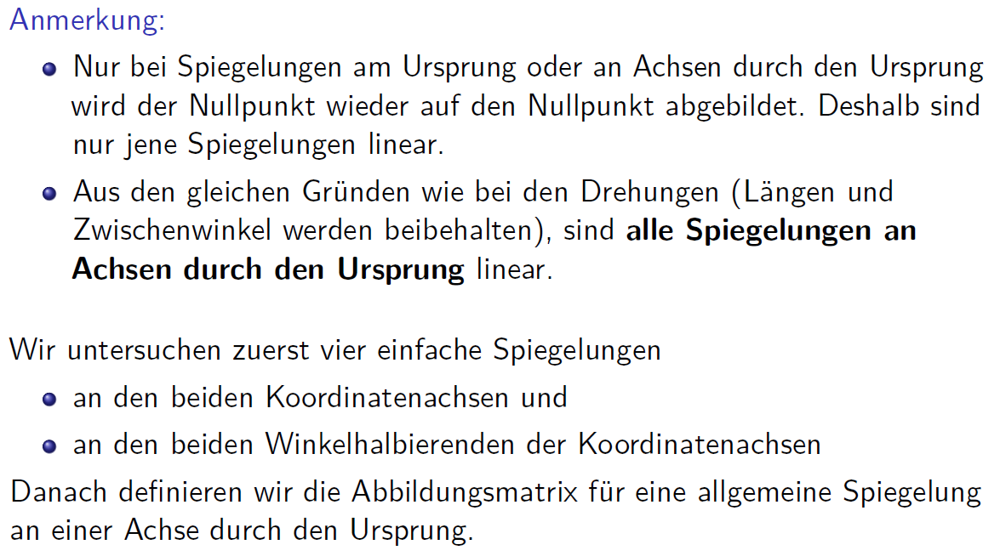 Anmerkung:
Nur bei Spiegelungen am Ursprung oder an Achsen durch den Ursprung
wird der Nullpunkt wieder auf den Nullpunkt abgebildet. Deshalb sind
nur jene Spiegelungen linear.
Aus den gleichen Gründen wie bei den Drehungen (Längen und
Zwischenwinkel werden beibehalten), sind alle Spiegelungen an
Achsen durch den Ursprung linear.
Wir untersuchen zuerst vier einfache Spiegelungen
an den beiden Koordinatenachsen und
an den beiden Winkelhalbierenden der Koordinatenachsen
Danach definieren wir die Abbildungsmatrix für eine allgemeine Spiegelung
an einer Achse durch den Ursprung.